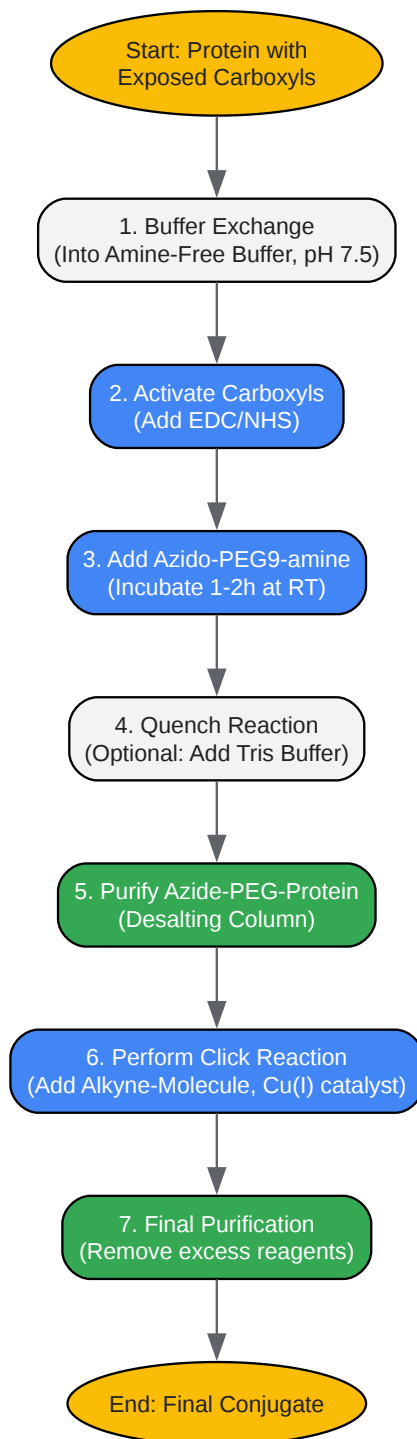 Start: Protein with
Exposed Carboxyls
1. Buffer Exchange
(Into Amine-Free Buffer, pH 7.5)
2. Activate Carboxyls
(Add EDC/NHS)
3. Add Azido-PEG9-amine
(Incubate 1-2h at RT)
4. Quench Reaction
(Optional: Add Tris Buffer)
5. Purify Azide-PEG-Protein
(Desalting Column)
6. Perform Click Reaction
(Add Alkyne-Molecule, Cu(I) catalyst)
7. Final Purification
(Remove excess reagents)
End: Final Conjugate